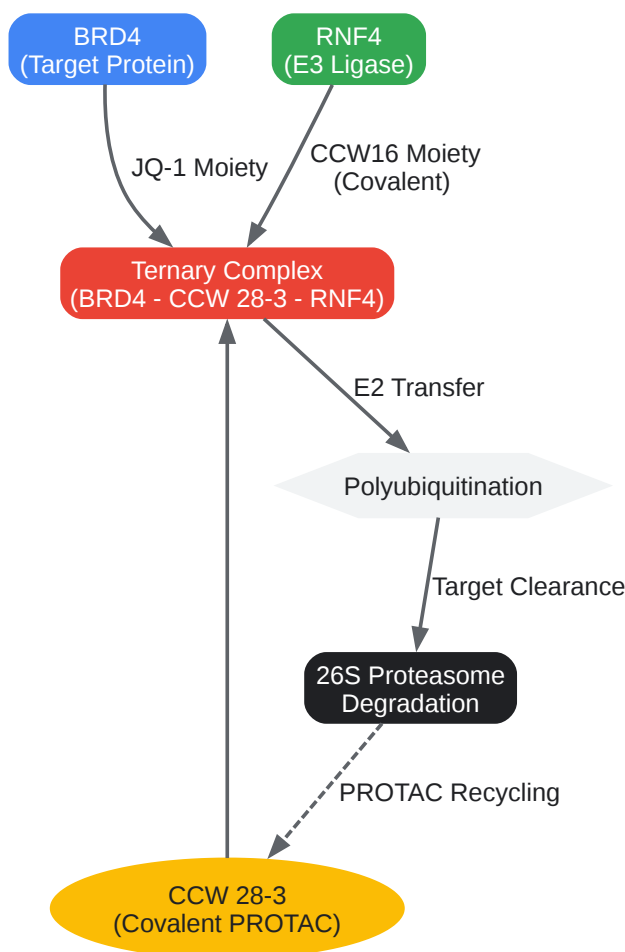 BRD4
(Target Protein)
RNF4
(E3 Ligase)
JQ-1 Moiety
CCW16 Moiety
(Covalent)
Ternary Complex
(BRD4 - CCW 28-3 - RNF4)
E2 Transfer
Polyubiquitination
Target Clearance
26S Proteasome
Degradation
PROTAC Recycling
CCW 28-3
(Covalent PROTAC)